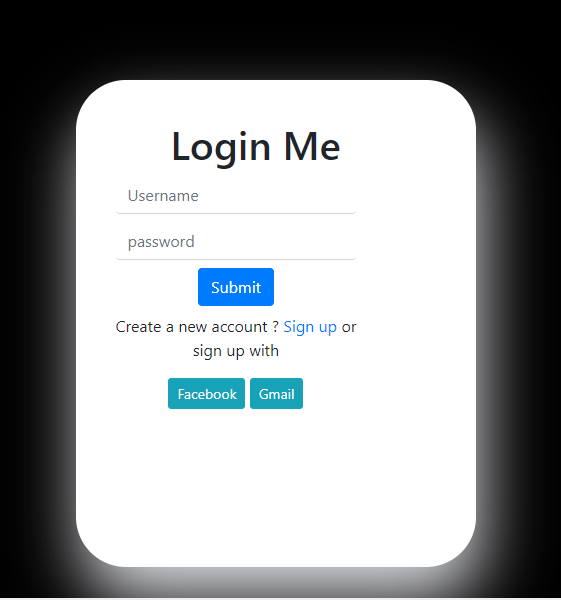 Login Me
Username
password
Submit
Create a new account ? Sign up or
sign up with
Facebook Gmail